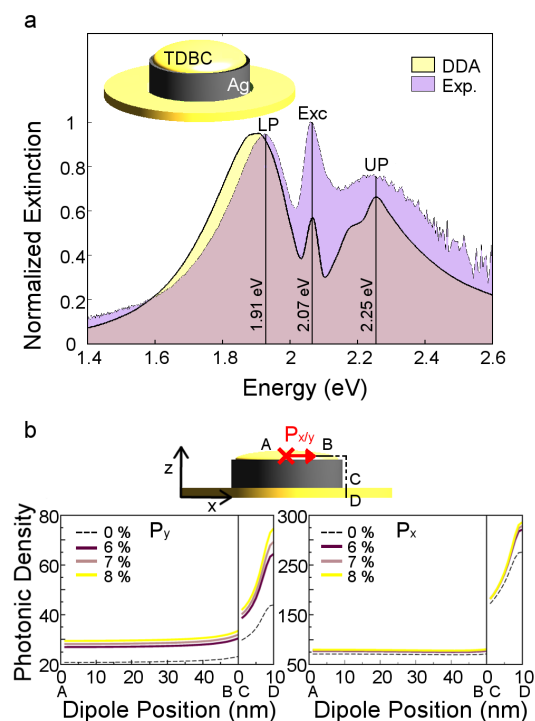 a
TDBC
Ag
DDA
Exp.
LP
Exc
UP
Normalized Extinction
1
0.8
0.6
0.4
0.2
0
1.91 eV
2.07 eV
2.25 eV
1.4 1.6 1.8 2 2.2 2.4 2.6
Energy (eV)
b
z
x
A
Px/y
B
C
D
Photonic Density
80
60
40
20
Py
0 %
6 %
7 %
8 %
0 10 20 30 40 50 0 10
A B C D
Dipole Position (nm)
300
250
150
50
Px
0 %
6 %
7 %
8 %
0 10 20 30 40 50 0 10
A B C D
Dipole Position (nm)